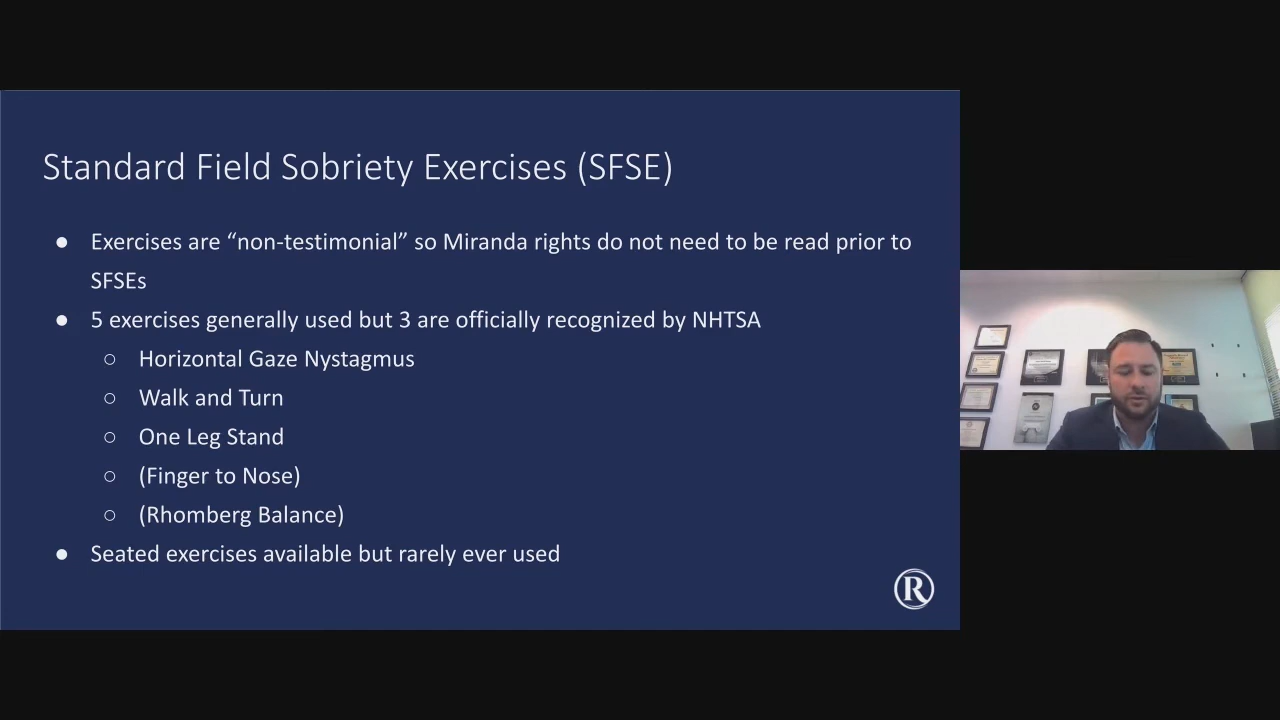 Standard Field Sobriety Exercises (SFSE)
● Exercises are “non-testimonial” so Miranda rights do not need to be read prior to
SFSEs
● 5 exercises generally used but 3 are officially recognized by NHTSA
○ Horizontal Gaze Nystagmus
○ Walk and Turn
○ One Leg Stand
○ (Finger to Nose)
○ (Rhomberg Balance)
● Seated exercises available but rarely ever used
R